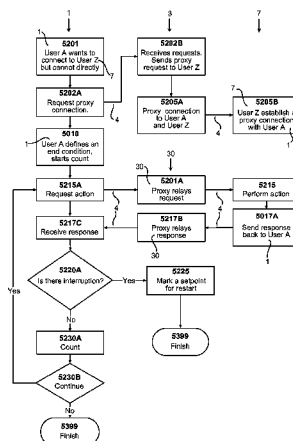 1
3
7
1
5201
User A wants to
connect to User Z
but cannot directly
7
5202B
Receives requests.
Sends proxy
request to User Z
5202A
Request proxy
connection.
4
5205A
Proxy connection
to User A
and User Z
4
7
5205B
User Z establish a
proxy connection
with User A
1
5010
User A defines an
end condition,
starts count
1
30
5215A
Request action
4
30
5201A
Proxy relays
request
4
5215
Perform action
5217C
Receive response
5217B
Proxy relays
response
30
5017A
Send response
back to User A
1
5220A
Is there interruption?
Yes
5225
Mark a setpoint
for restart
Yes
No
5230A
Count
5399
Finish
5230B
Continue
No
5399
Finish